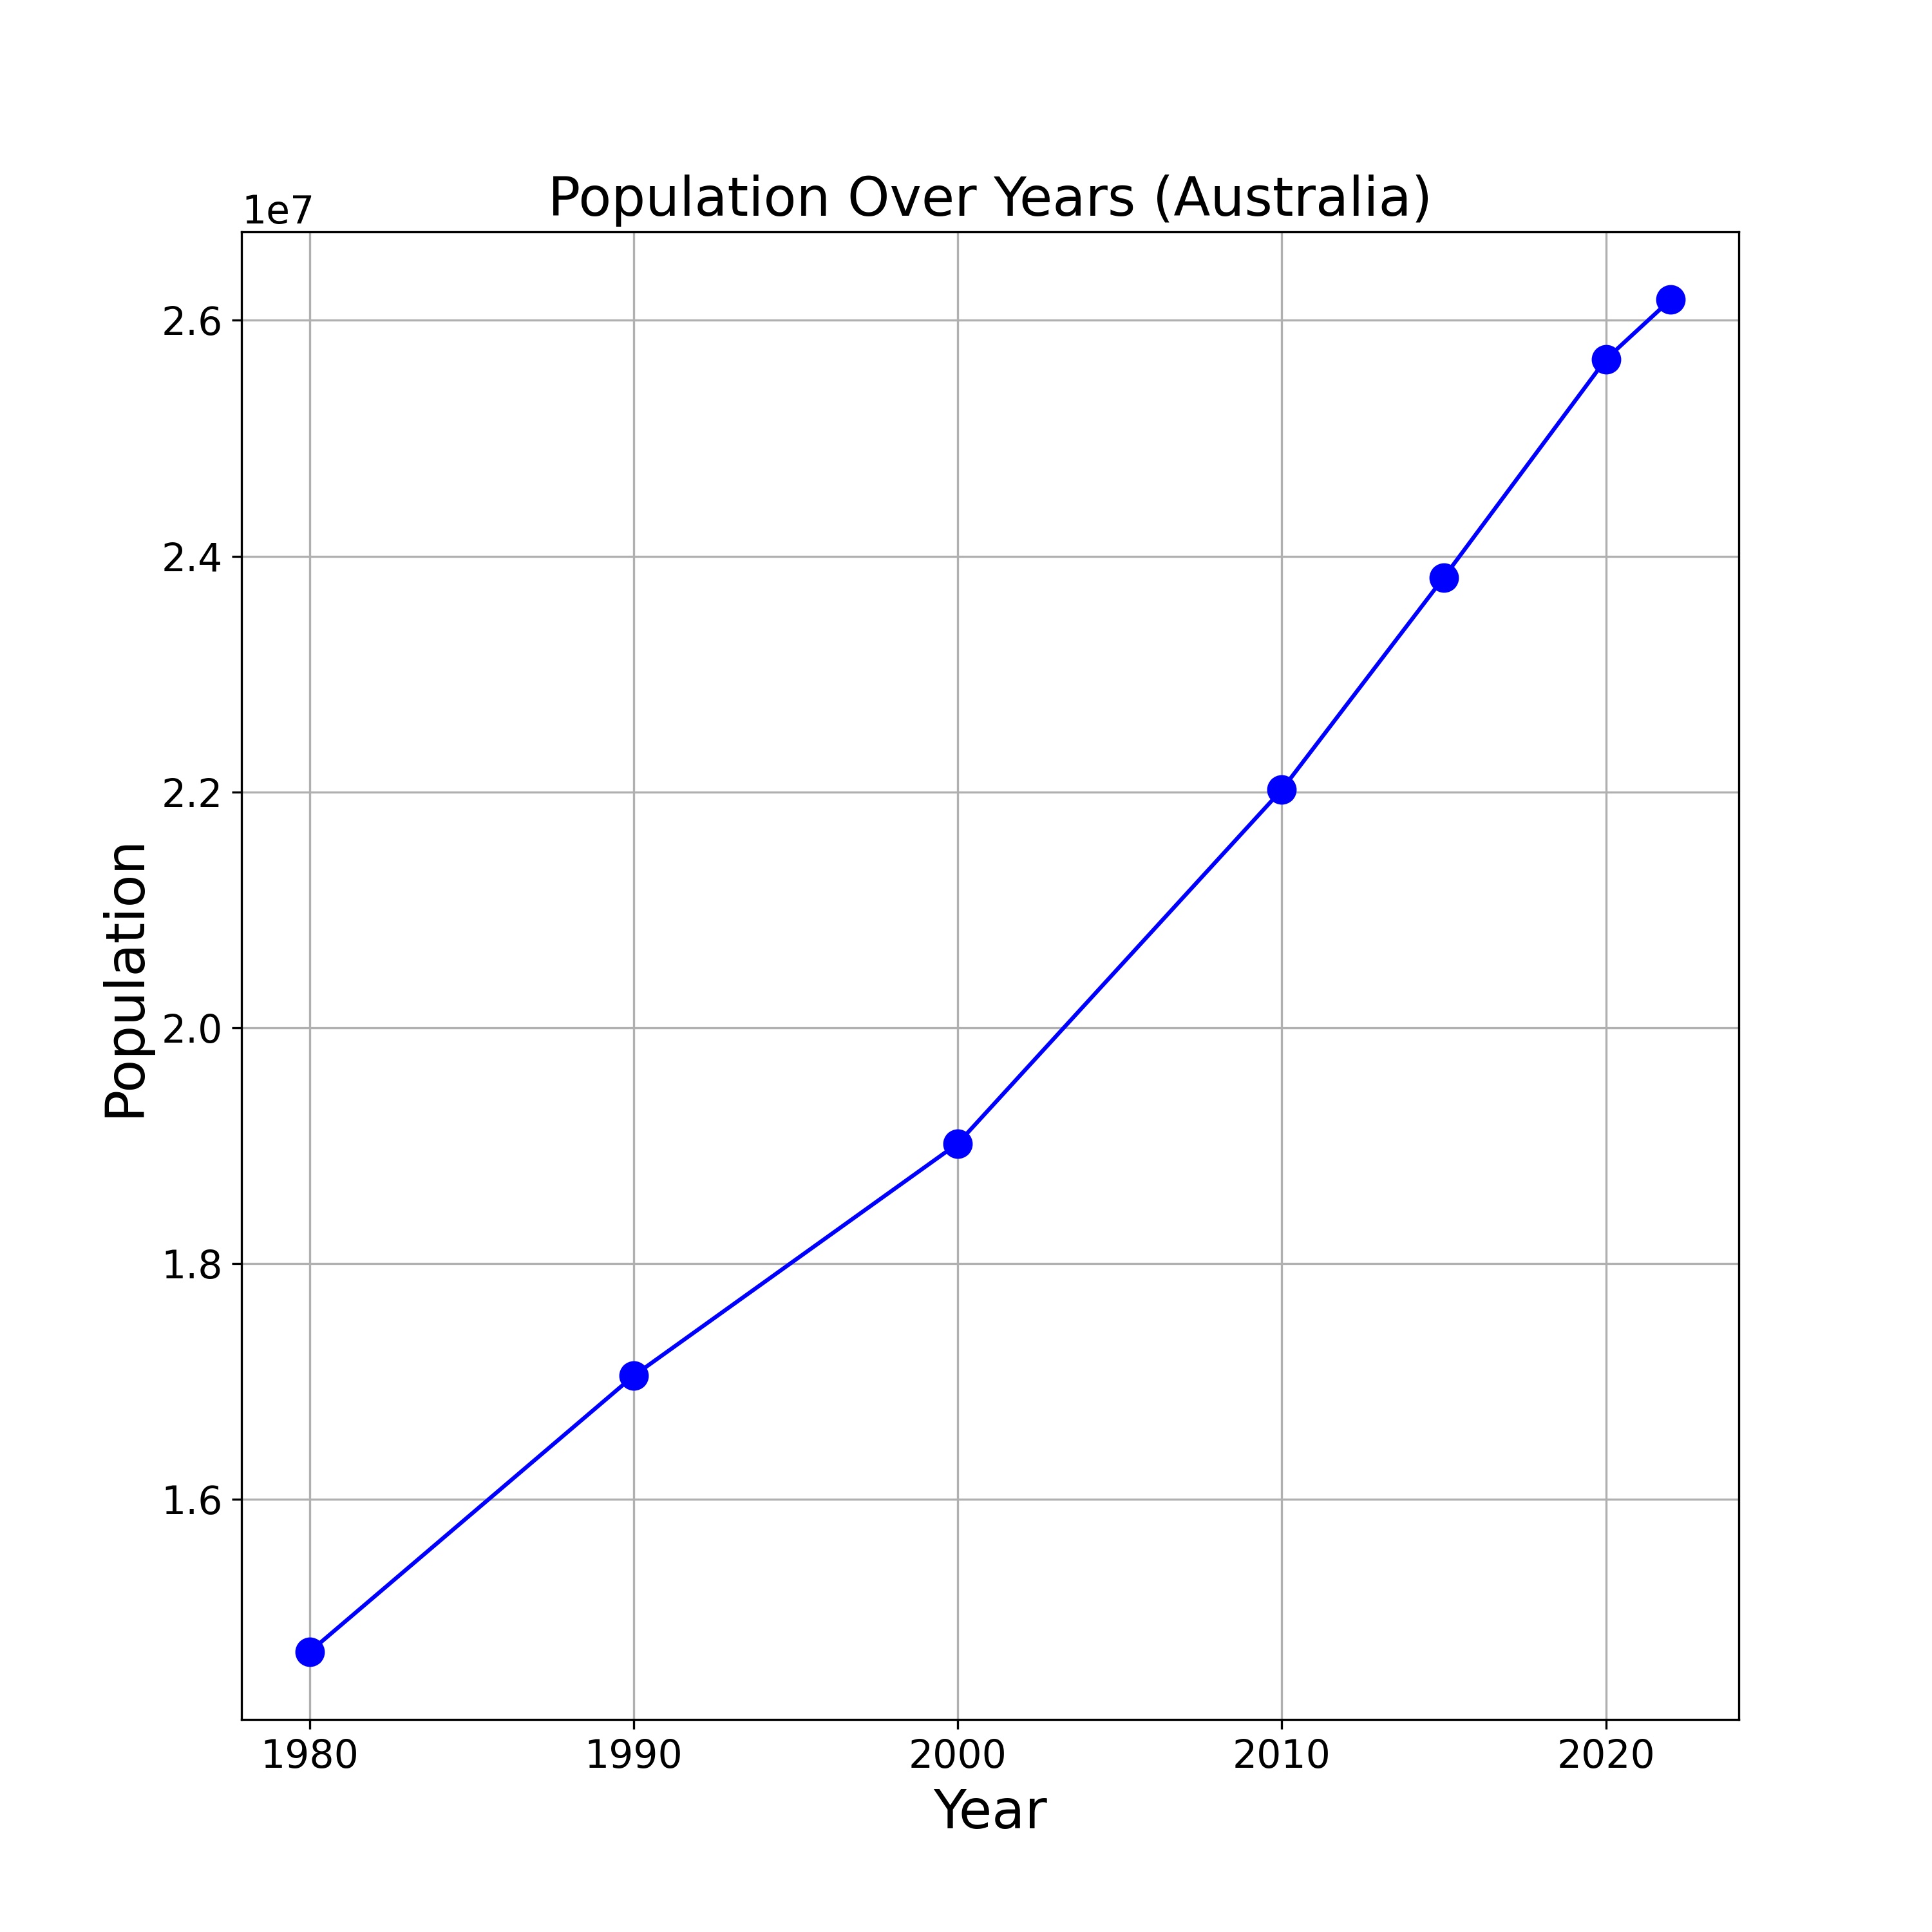 Population Over Years (Australia)
1e7
2.6
2.4
2.2
2.0
1.8
1.6
Population
1980 1990 2000 2010 2020
Year